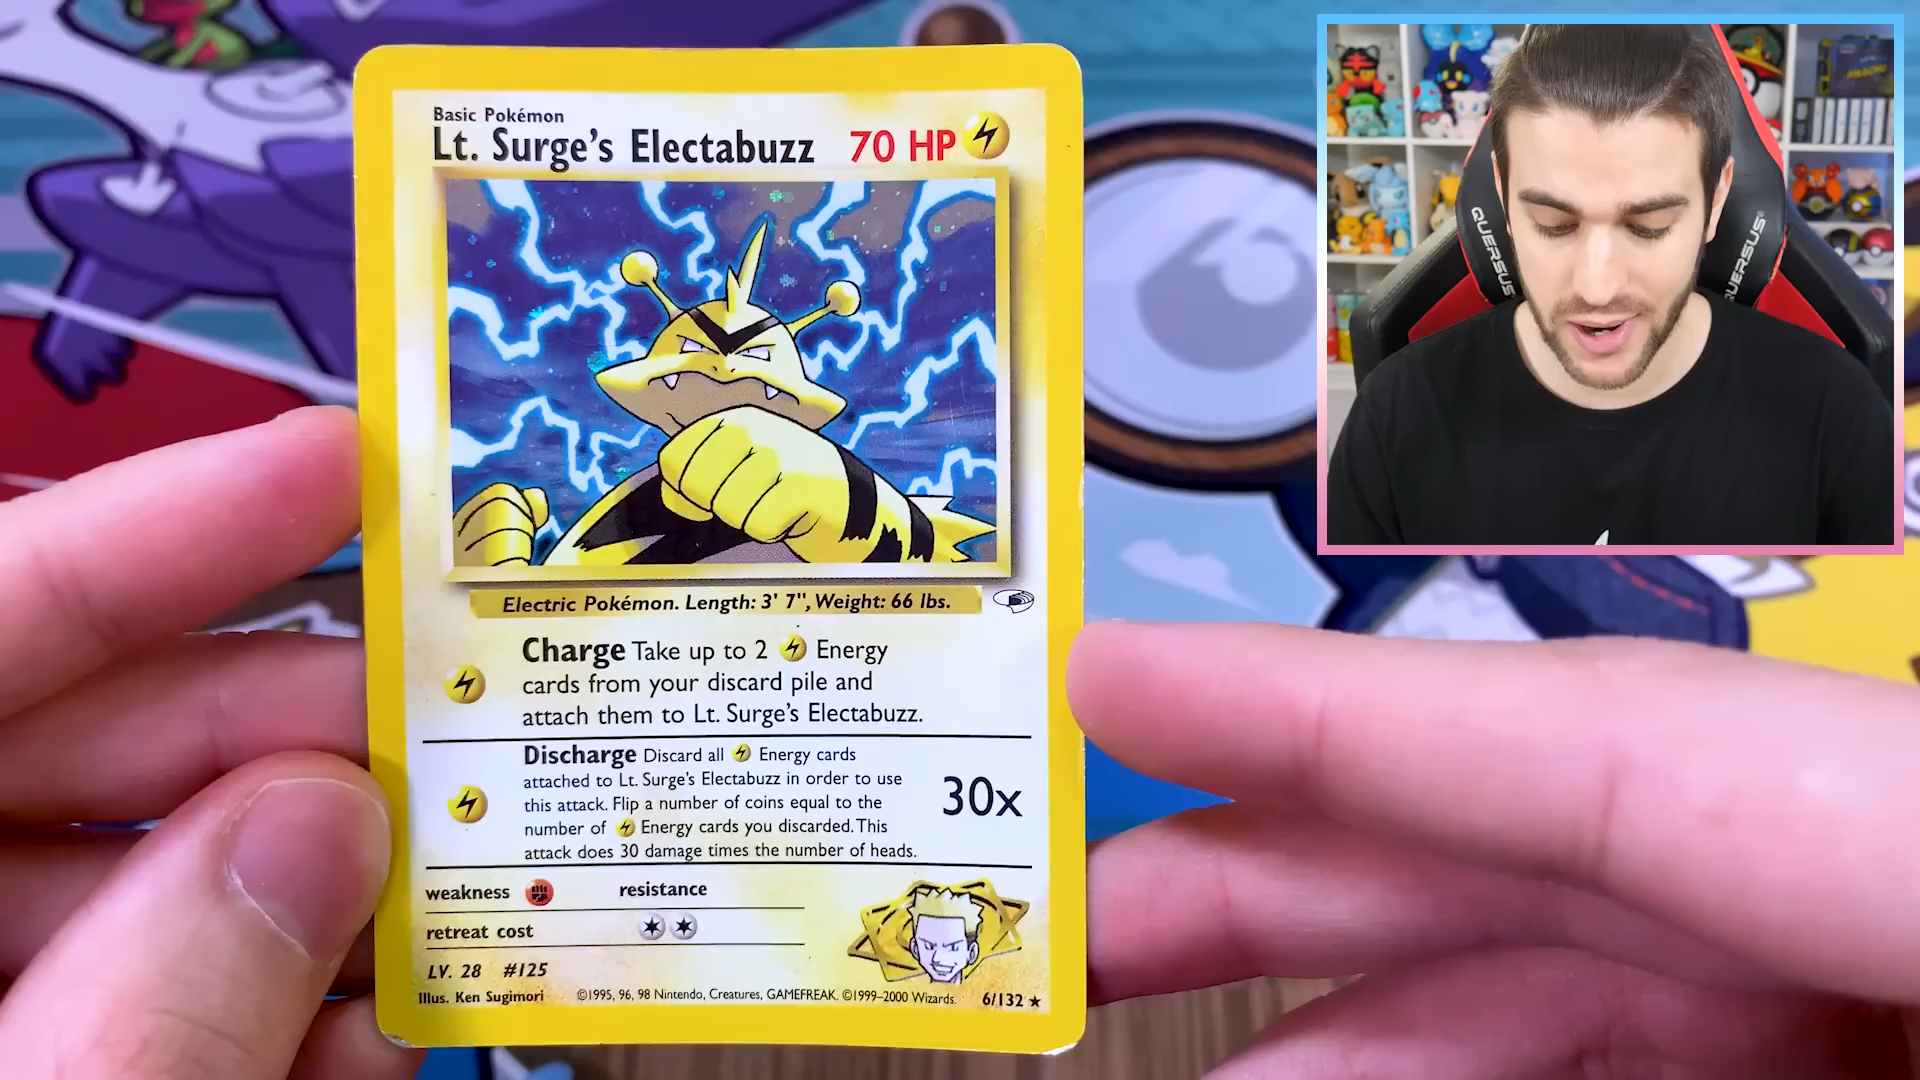 Basic Pokémon
Lt. Surge's Electabuzz 70 HP
Electric Pokémon. Length: 3' 7", Weight: 66 lbs.
Charge Take up to 2 Energy
cards from your discard pile and
attach them to Lt. Surge's Electabuzz.
Discharge Discard all Energy cards
attached to Lt. Surge's Electabuzz in order to use
this attack. Flip a number of coins equal to the
number of Energy cards you discarded. This
attack does 30 damage times the number of heads.
30x
weakness resistance
retreat cost
LV. 28 #125
Illus. Ken Sugimori ©1995, 96, 98 Nintendo, Creatures, GAMEFREAK. ©1999–2000 Wizards. 6/132 ★
QUERSUS
QUERSUS